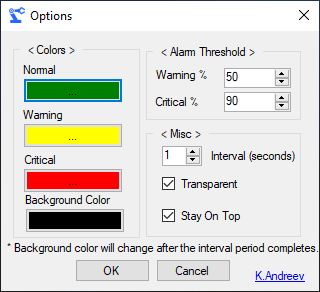 Options
< Colors >
Normal
...
Warning
...
Critical
...
Background Color
...
< Alarm Threshold >
Warning % 50
Critical % 90
< Misc >
1 Interval (seconds)
Transparent
Stay On Top
* Background color will change after the interval period completes.
OK Cancel
K.Andreev